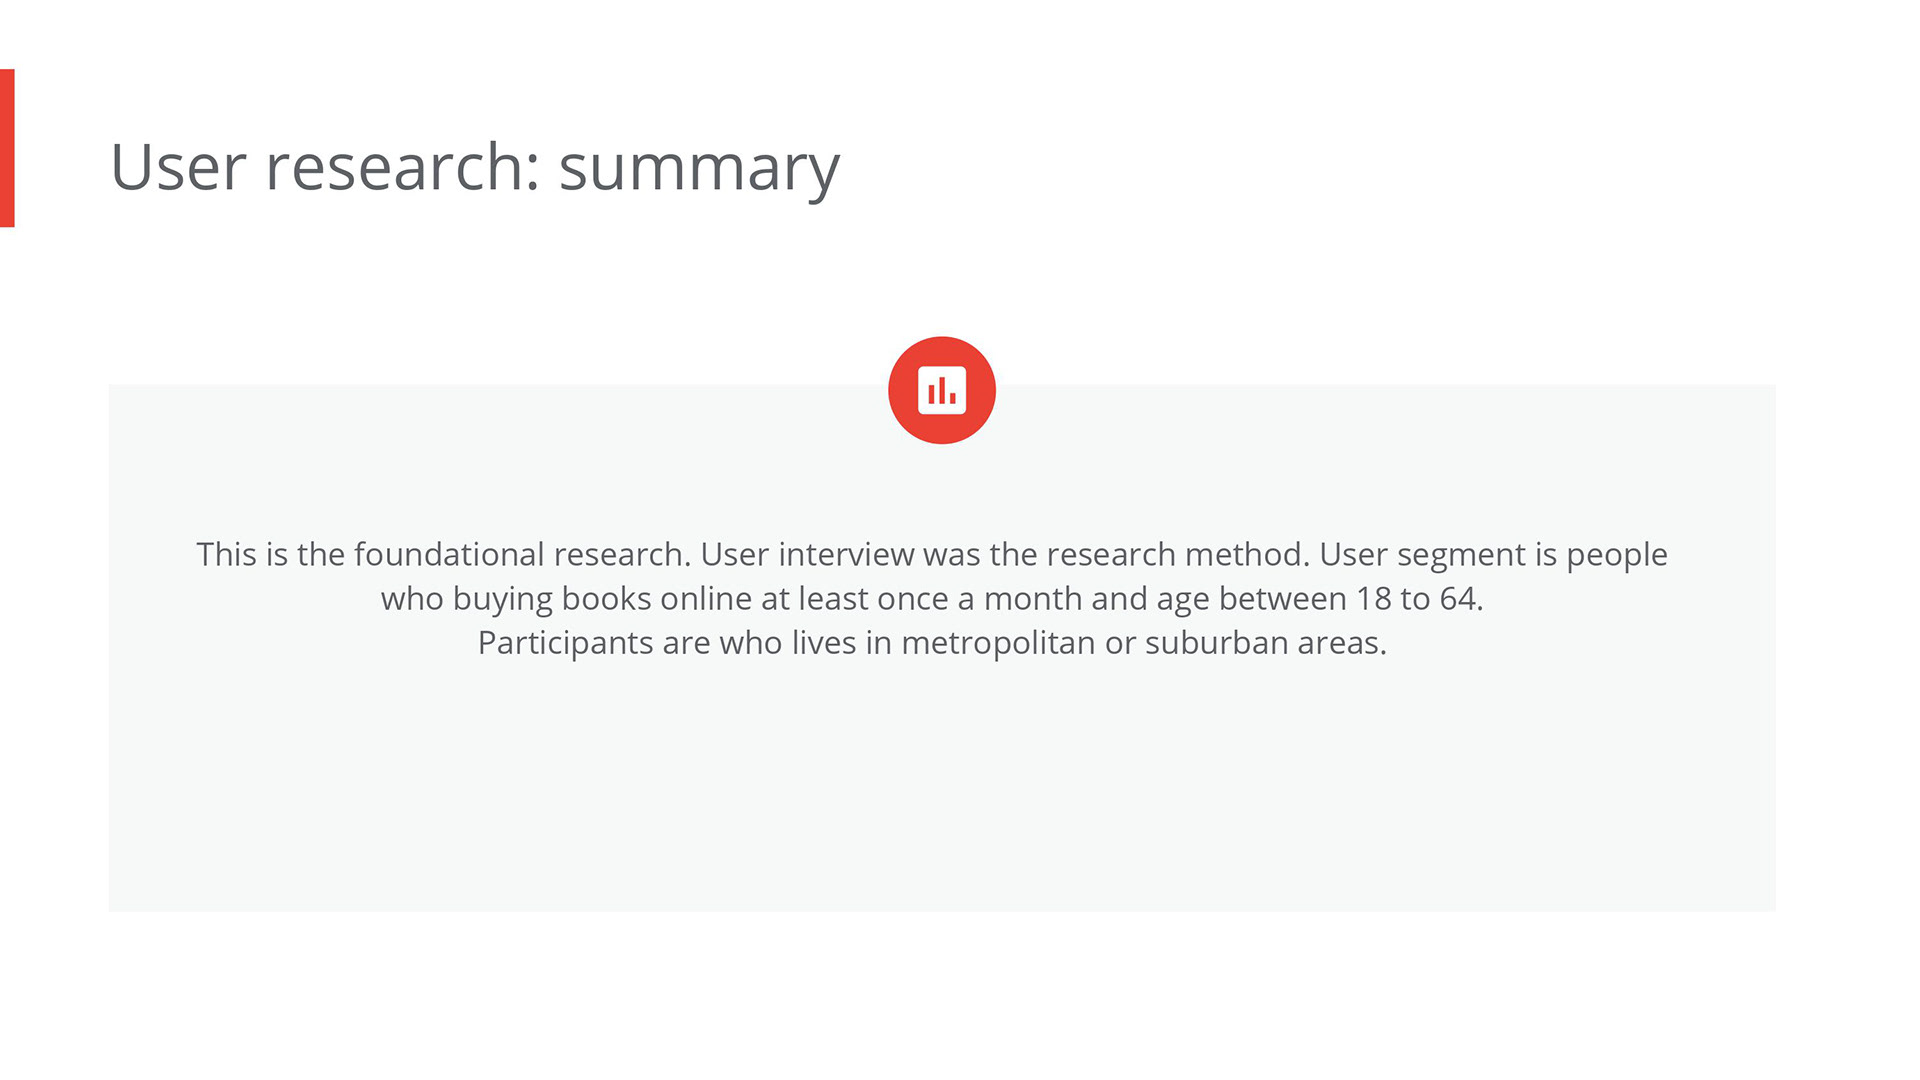 User research: summary
This is the foundational research. User interview was the research method. User segment is people
who buying books online at least once a month and age between 18 to 64.
Participants are who lives in metropolitan or suburban areas.